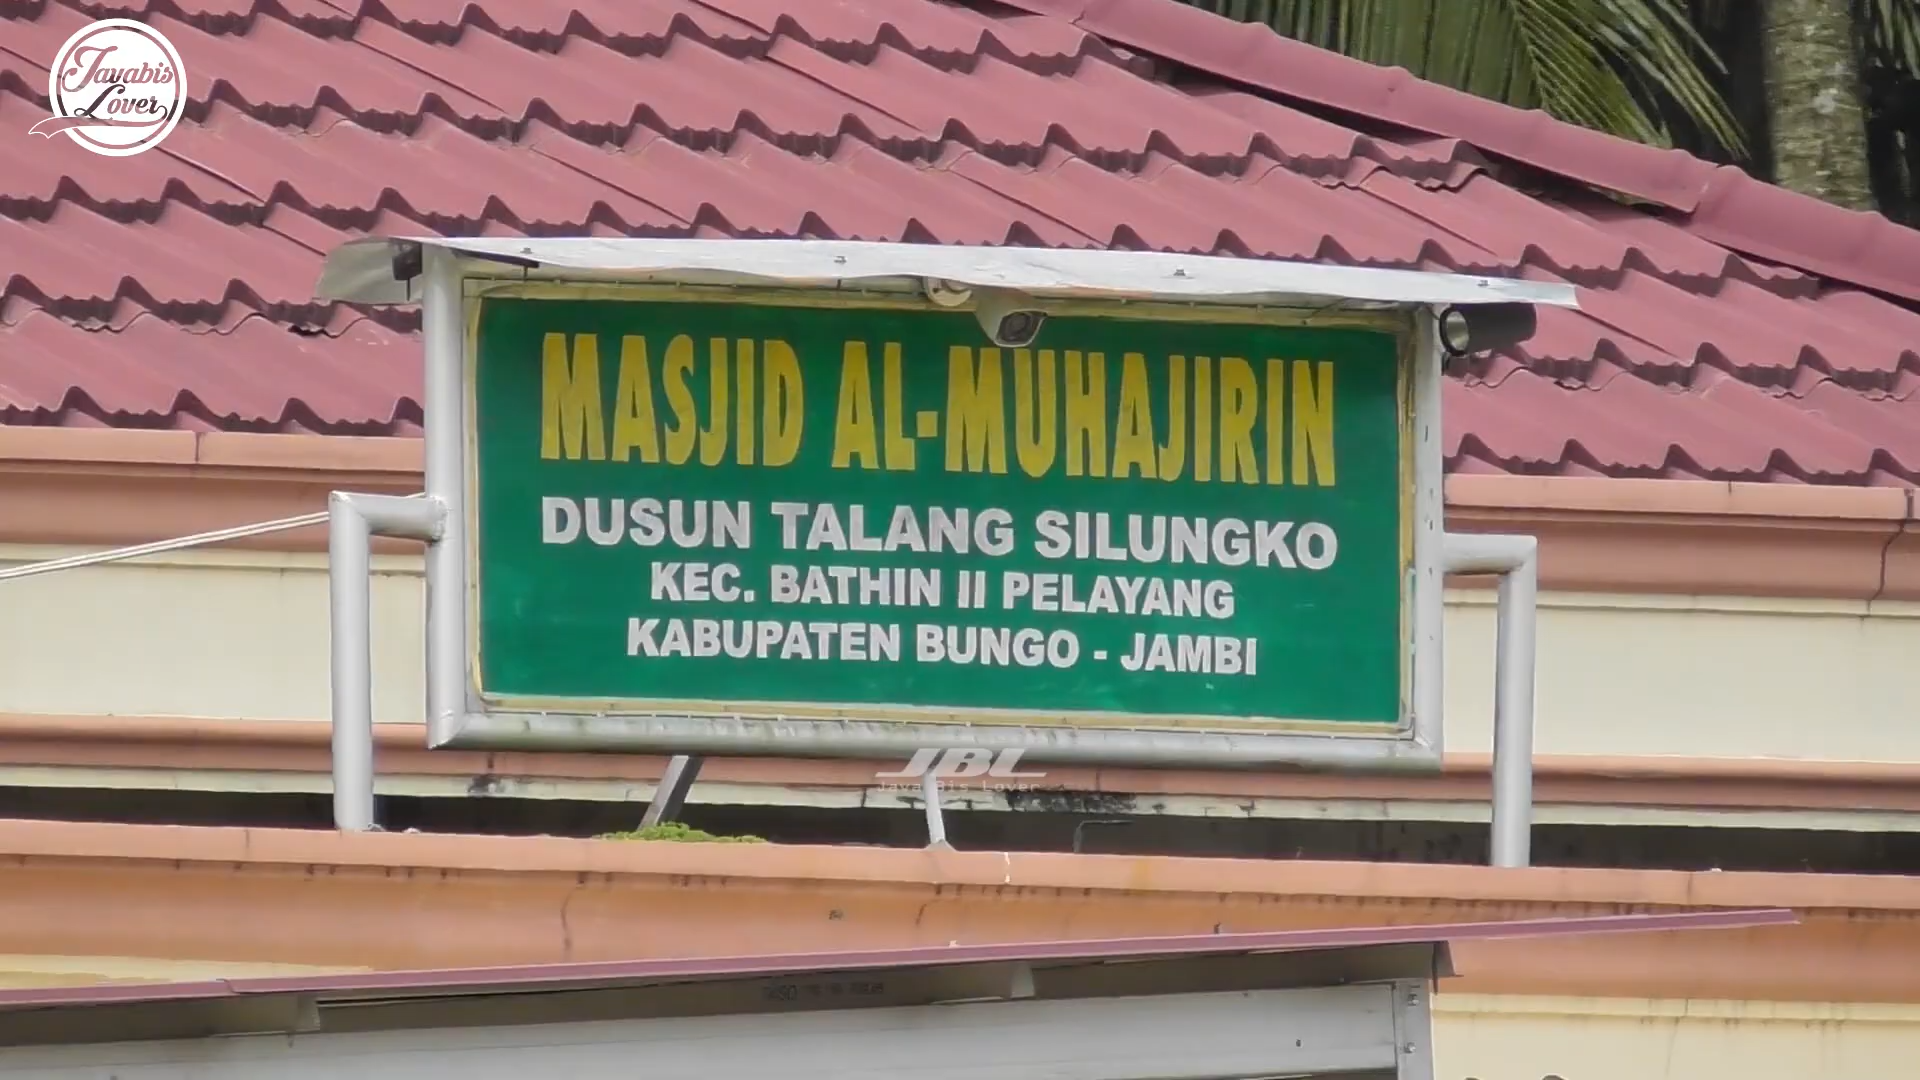 Javabis
Lover
MASJID AL-MUHAJIRIN
DUSUN TALANG SILUNGKO
KEC. BATHIN II PELAYANG
KABUPATEN BUNGO - JAMBI
JBL
Java Bis Lover